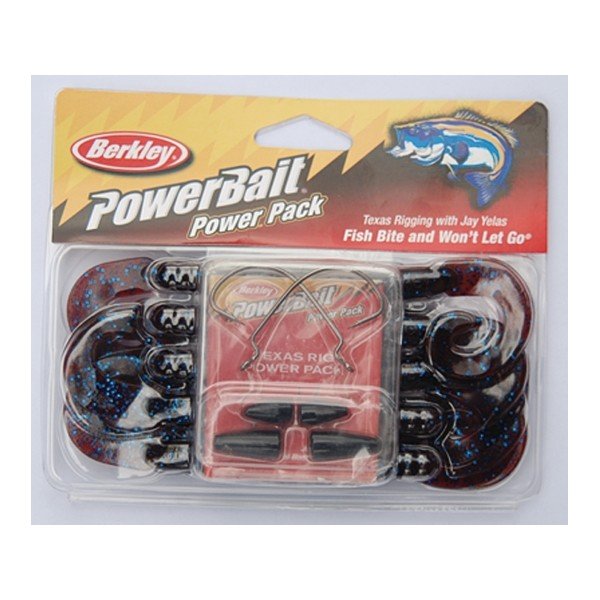 Berkley
PowerBait®
Power Pack
Texas Rigging with Jay Yelas
Fish Bite and Won't Let Go®
Berkley
PowerBait
Power Pack
TEXAS RIG
POWER PACK